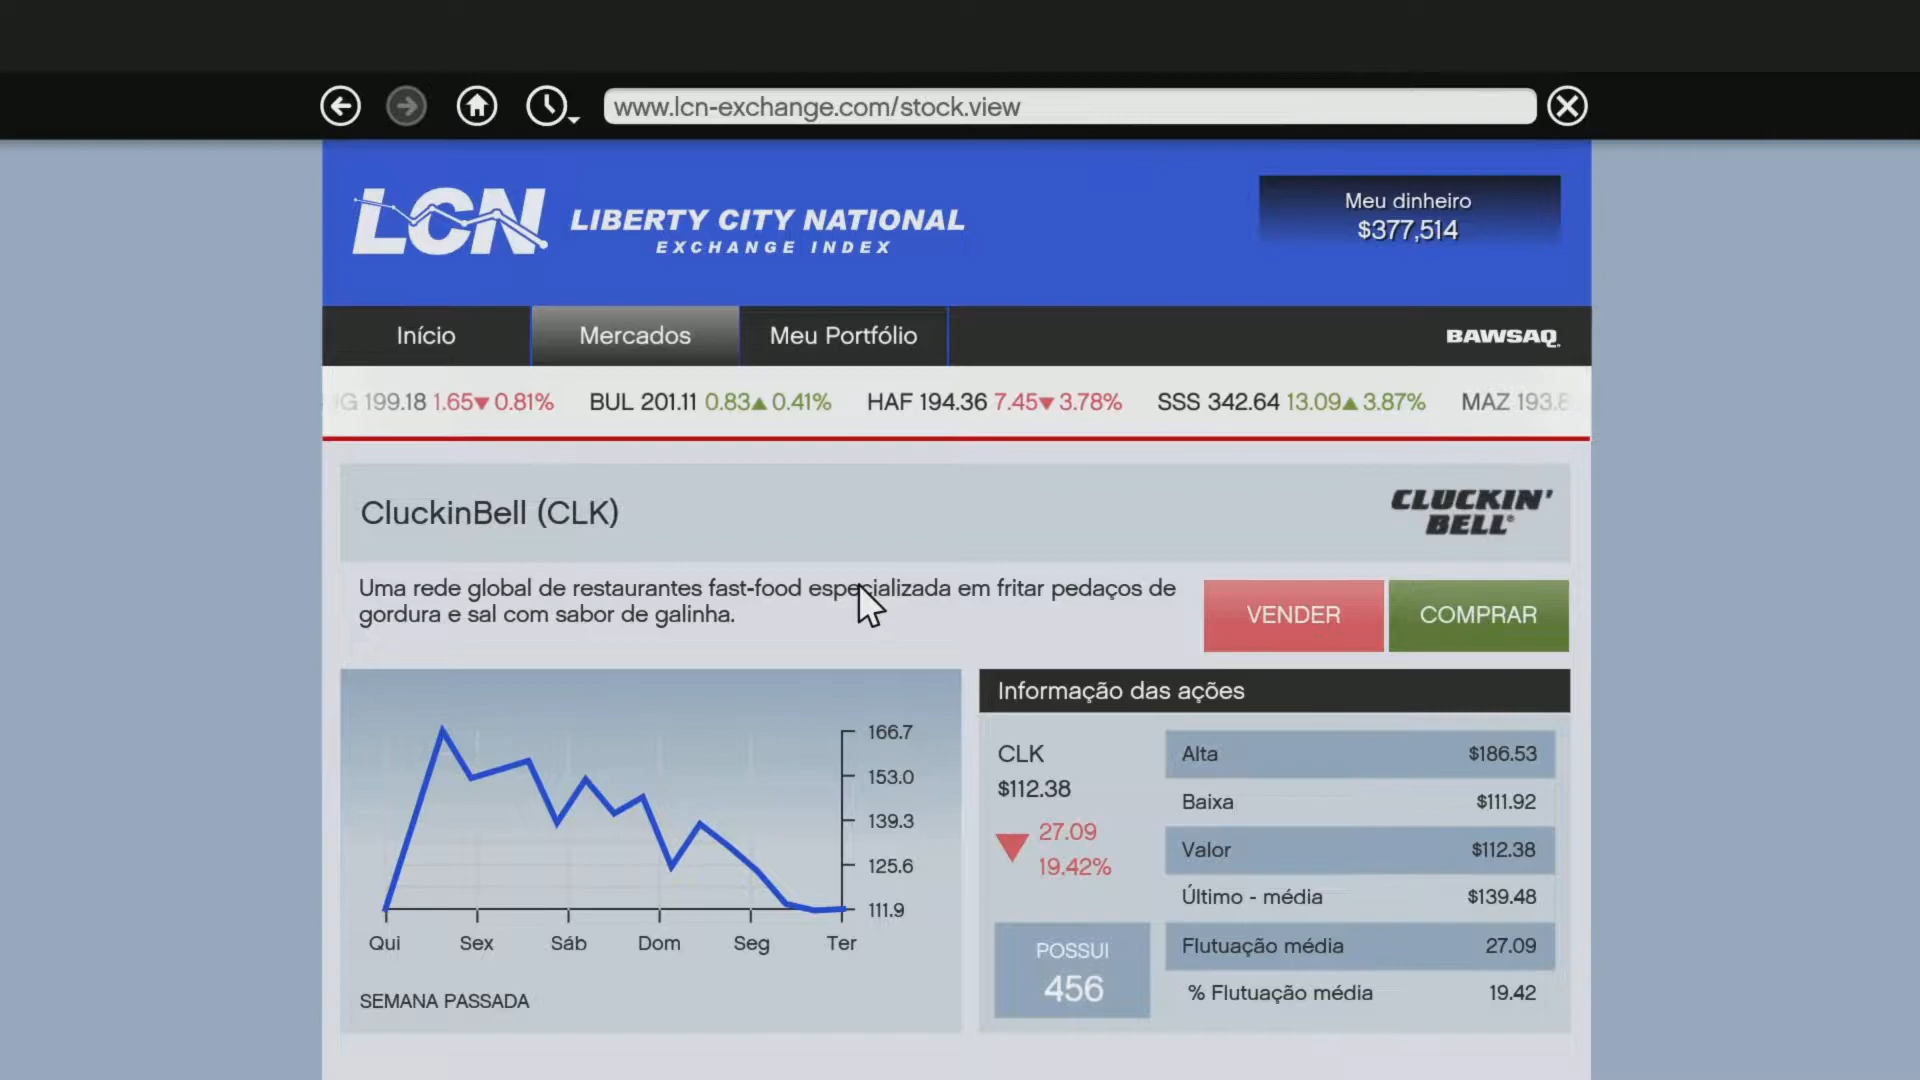 www.lcn-exchange.com/stock.view
LCN
LIBERTY CITY NATIONAL
EXCHANGE INDEX
Meu dinheiro
$377,514
Início
Mercados
Meu Portfólio
BAWSAQ.
G 199.18 1.65▼0.81% BUL 201.11 0.83▲0.41% HAF 194.36 7.45▼3.78% SSS 342.64 13.09▲3.87% MAZ 193.8
CluckinBell (CLK)
CLUCKIN'
BELL®
Uma rede global de restaurantes fast-food especializada em fritar pedaços de
gordura e sal com sabor de galinha.
VENDER
COMPRAR
166.7
153.0
139.3
125.6
111.9
Qui Sex Sáb Dom Seg Ter
SEMANA PASSADA
Informação das ações
CLK
$112.38
27.09
19.42%
POSSUI
456
Alta $186.53
Baixa $111.92
Valor $112.38
Último - média $139.48
Flutuação média 27.09
% Flutuação média 19.42